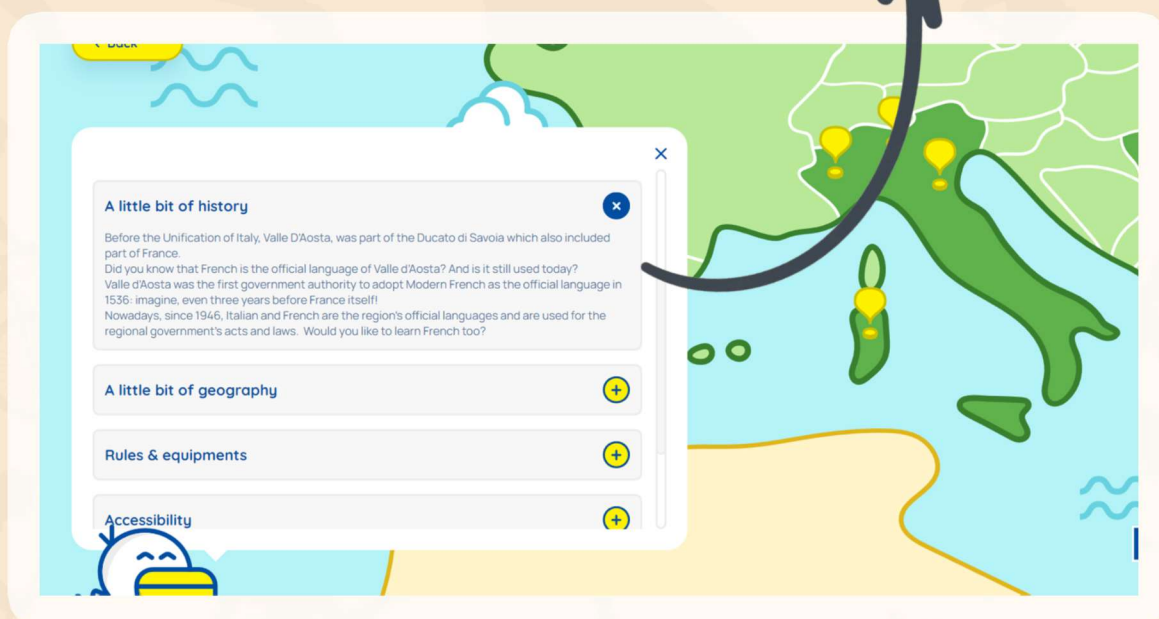 Back
A little bit of history
Before the Unification of Italy, Valle D'Aosta, was part of the Ducato di Savoia which also included
part of France.
Did you know that French is the official language of Valle d'Aosta? And is it still used today?
Valle d'Aosta was the first government authority to adopt Modern French as the official language in
1536: imagine, even three years before France itself!
Nowadays, since 1946, Italian and French are the region's official languages and are used for the
regional government's acts and laws. Would you like to learn French too?
A little bit of geography
Rules & equipments
Accessibility